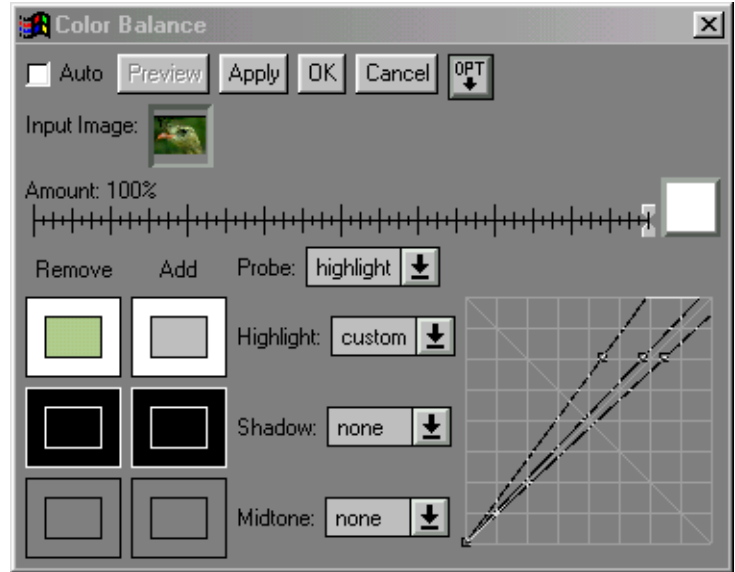 Color Balance
Auto Preview Apply OK Cancel OPT
Input Image:
Amount: 100%
Remove Add Probe: highlight
Highlight: custom
Shadow: none
Midtone: none